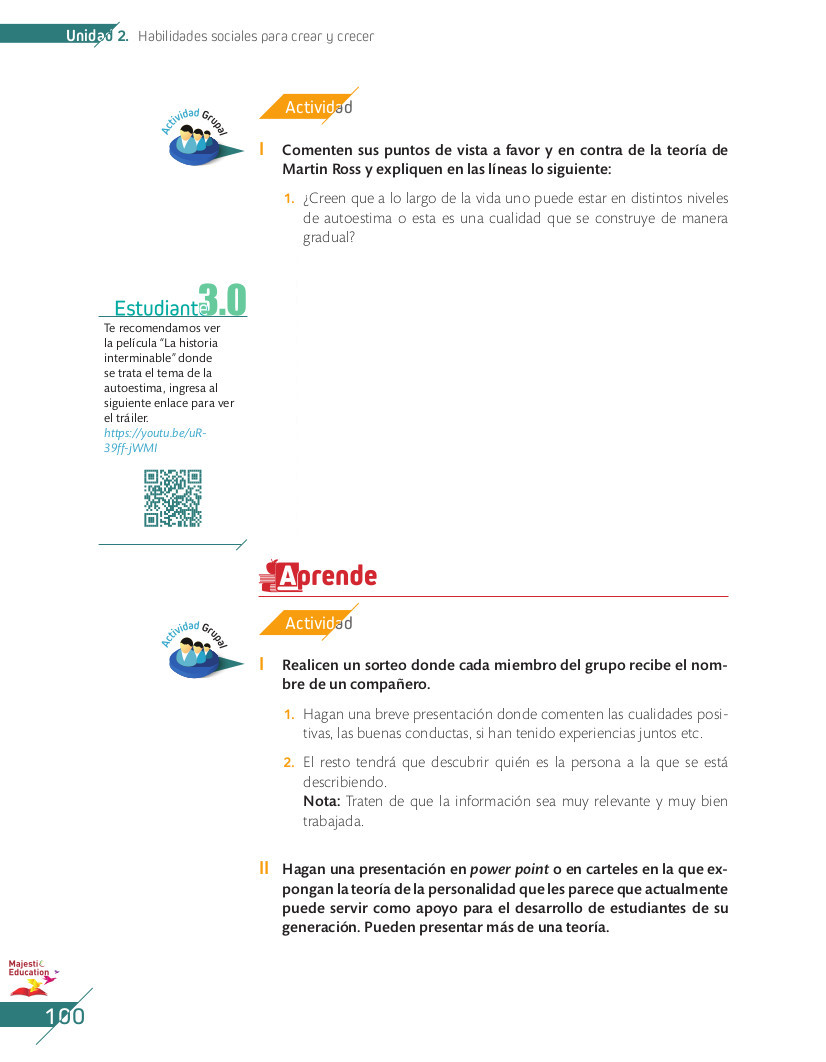 Unidad 2. Habilidades sociales para crear y crecer
Actividad Grupal
Actividad
I Comenten sus puntos de vista a favor y en contra de la teoría de
Martin Ross y expliquen en las líneas lo siguiente:
1. ¿Creen que a lo largo de la vida uno puede estar en distintos niveles
de autoestima o esta es una cualidad que se construye de manera
gradual?
Estudiante 3.0
Te recomendamos ver
la película “La historia
interminable” donde
se trata el tema de la
autoestima, ingresa al
siguiente enlace para ver
el tráiler.
https://youtu.be/uR-
39ff-jWMI
Aprende
Actividad Grupal
Actividad
I Realicen un sorteo donde cada miembro del grupo recibe el nom-
bre de un compañero.
1. Hagan una breve presentación donde comenten las cualidades posi-
tivas, las buenas conductas, si han tenido experiencias juntos etc.
2. El resto tendrá que descubrir quién es la persona a la que se está
describiendo.
Nota: Traten de que la información sea muy relevante y muy bien
trabajada.
II Hagan una presentación en power point o en carteles en la que ex-
pongan la teoría de la personalidad que les parece que actualmente
puede servir como apoyo para el desarrollo de estudiantes de su
generación. Pueden presentar más de una teoría.
Majestic
Education
100